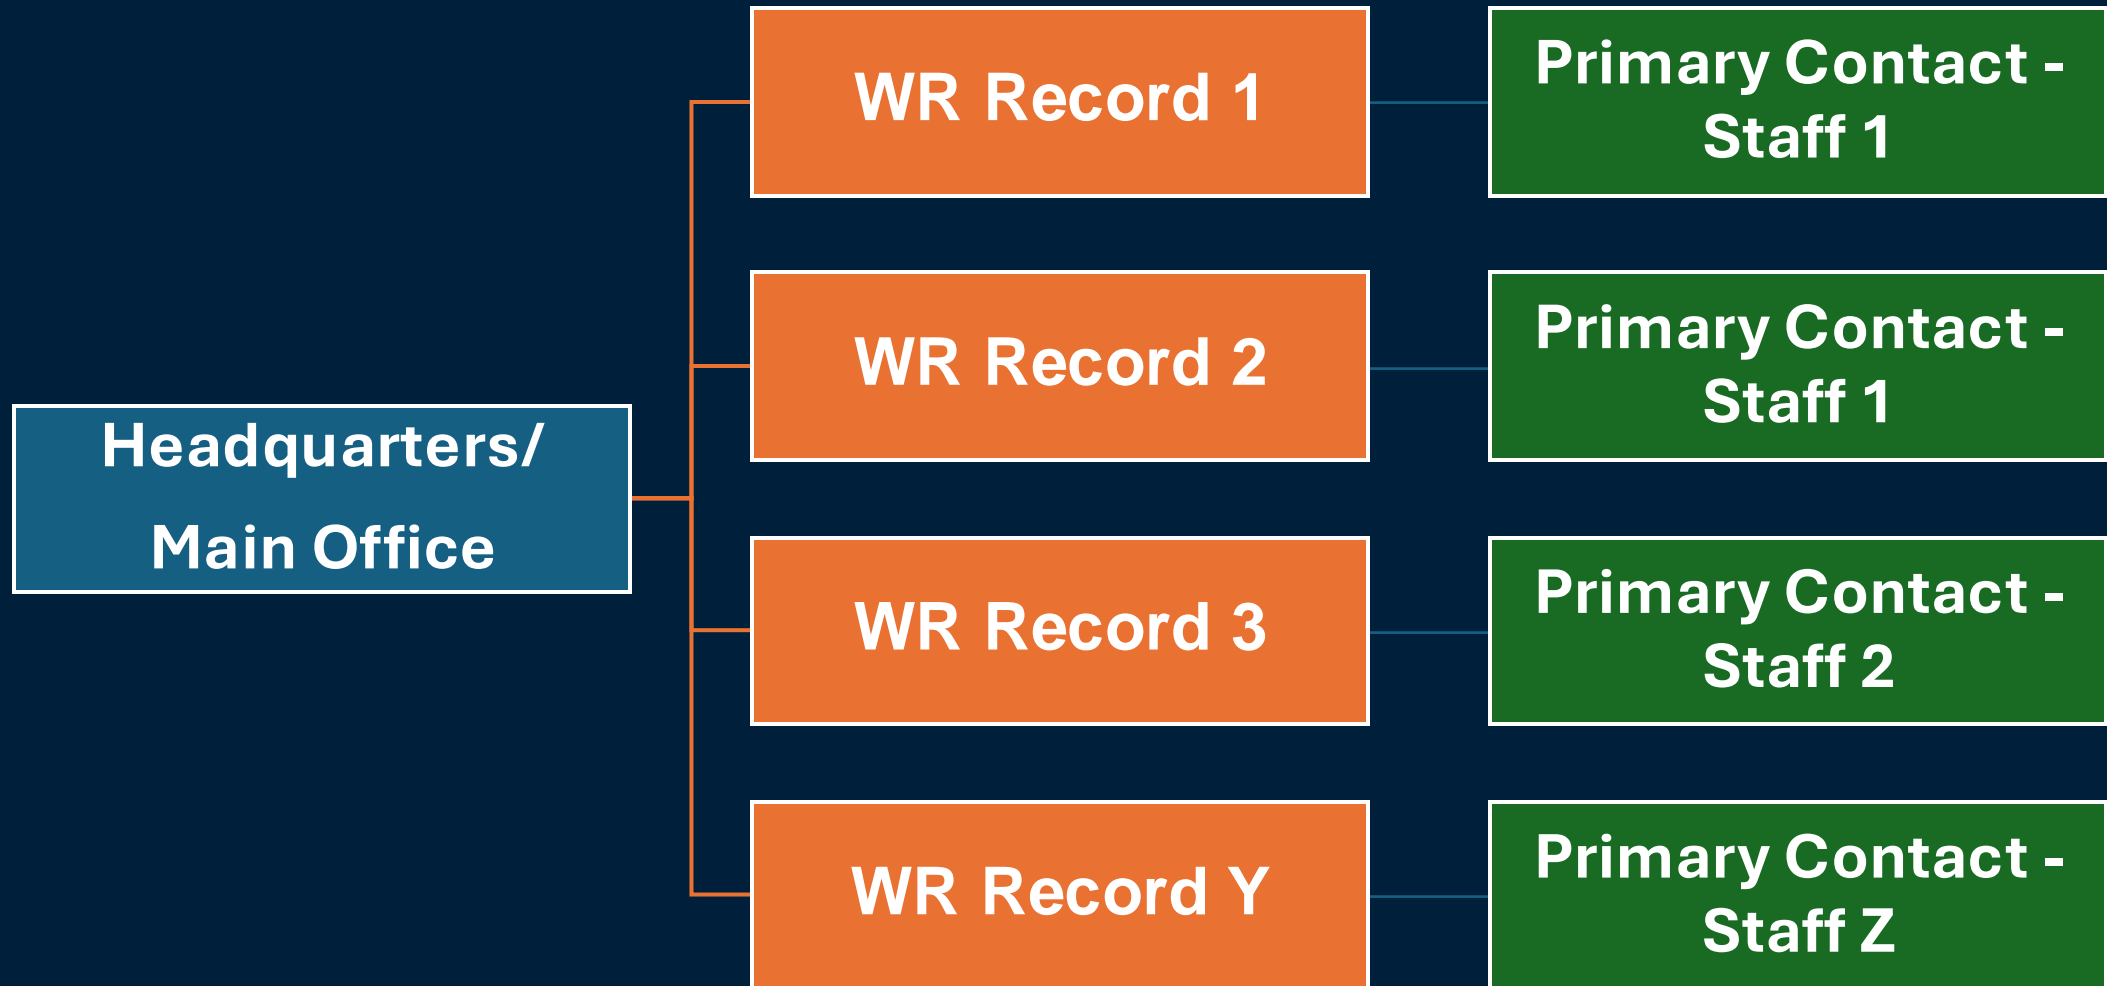 Headquarters/
Main Office
WR Record 1
Primary Contact -
Staff 1
WR Record 2
Primary Contact -
Staff 1
WR Record 3
Primary Contact -
Staff 2
WR Record Y
Primary Contact -
Staff Z